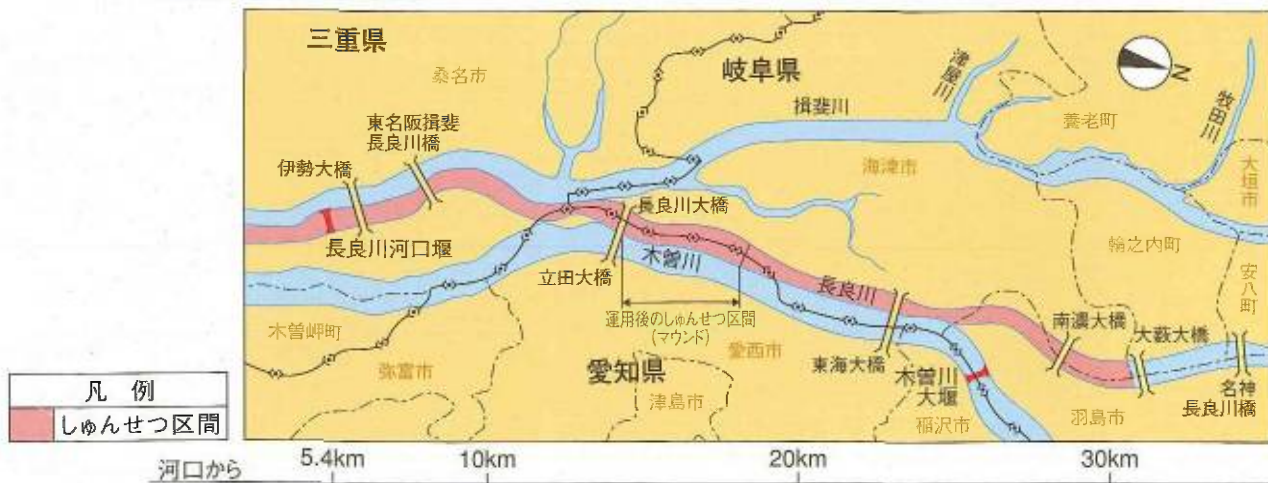 三重県
桑名市
岐阜県
津屋川
牧田川
N
揖斐川
養老町
大垣市
東名阪揖斐
長良川橋
伊勢大橋
海津市
長良川大橋
長良川河口堰
輪之内町
安八町
木曽川
立田大橋
長良川
運用後のしゅんせつ区間
(マウンド)
南濃大橋
大薮大橋
木曽岬町
愛西市
東海大橋
弥富市
愛知県
木曽川
大堰
名神
長良川橋
津島市
稲沢市
羽島市
凡 例
しゅんせつ区間
河口から
5.4km
10km
20km
30km